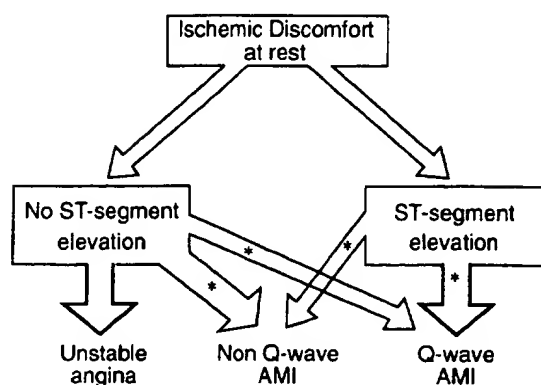 Ischemic Discomfort
at rest
No ST-segment
elevation
ST-segment
elevation
*
*
*
*
Unstable
angina
Non Q-wave
AMI
Q-wave
AMI